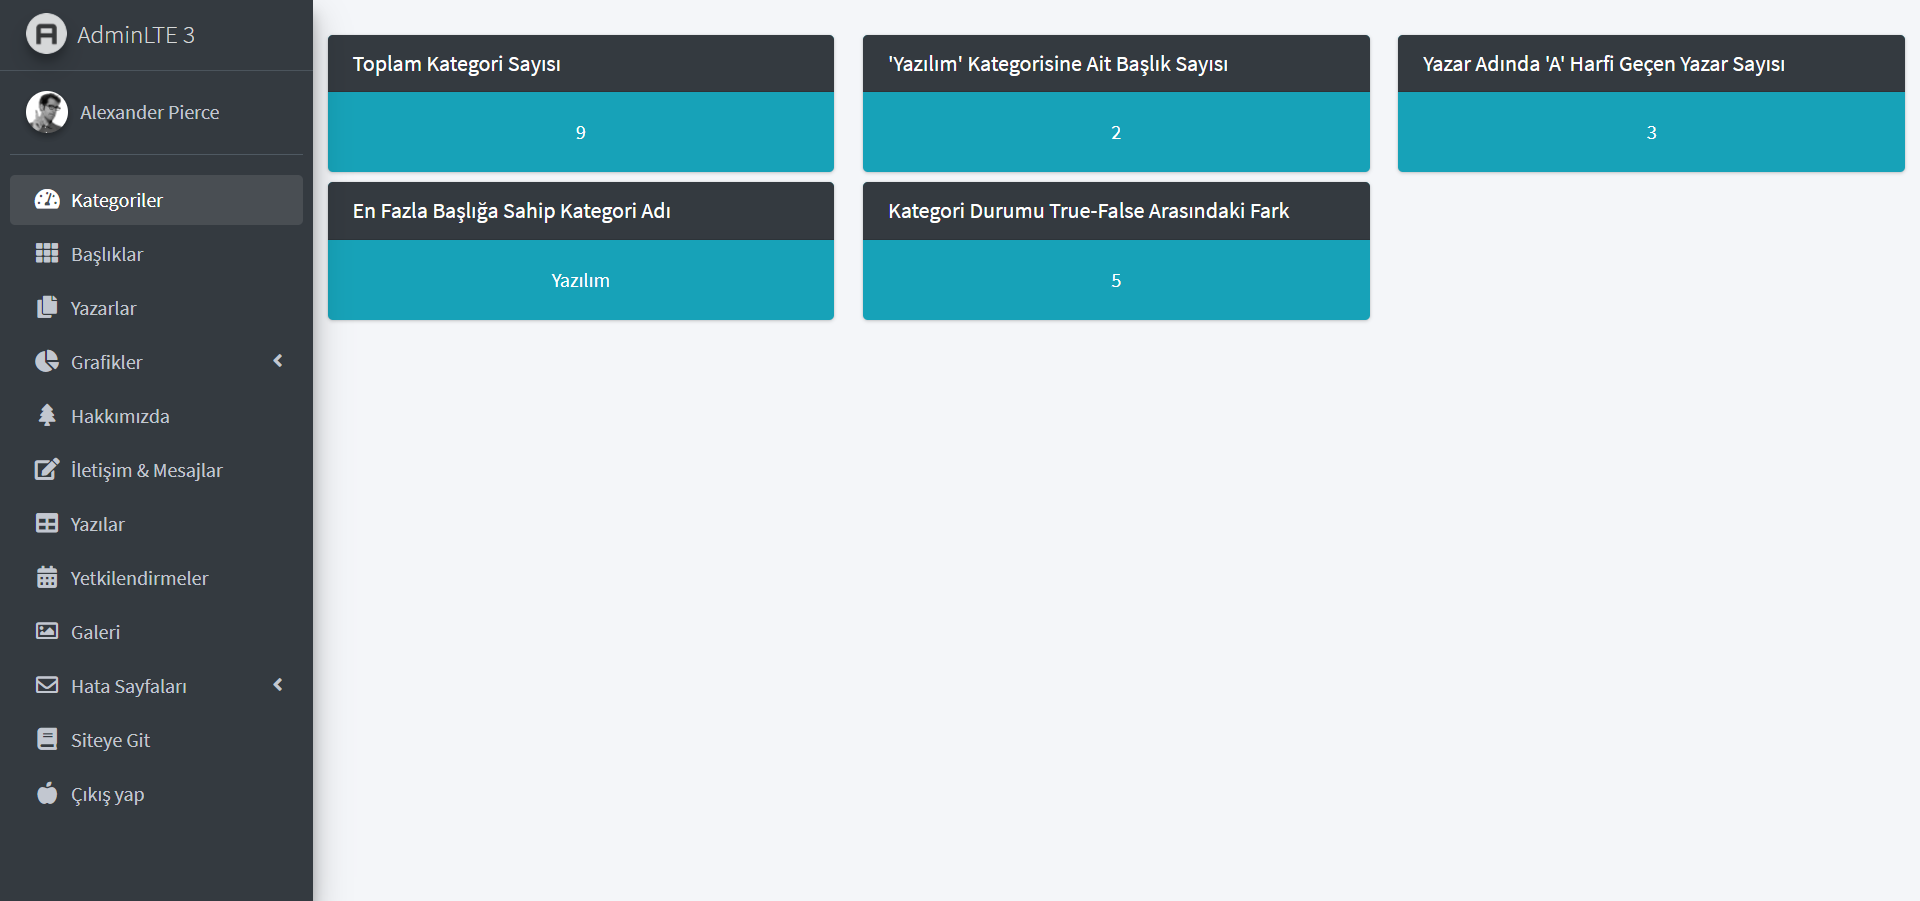 AdminLTE 3
Alexander Pierce
Kategoriler
Başlıklar
Yazarlar
Grafikler
Hakkımızda
İletişim & Mesajlar
Yazılar
Yetkilendirmeler
Galeri
Hata Sayfaları
Siteye Git
Çıkış yap
Toplam Kategori Sayısı
9
'Yazılım' Kategorisine Ait Başlık Sayısı
2
Yazar Adında 'A' Harfi Geçen Yazar Sayısı
3
En Fazla Başlığa Sahip Kategori Adı
Yazılım
Kategori Durumu True-False Arasındaki Fark
5